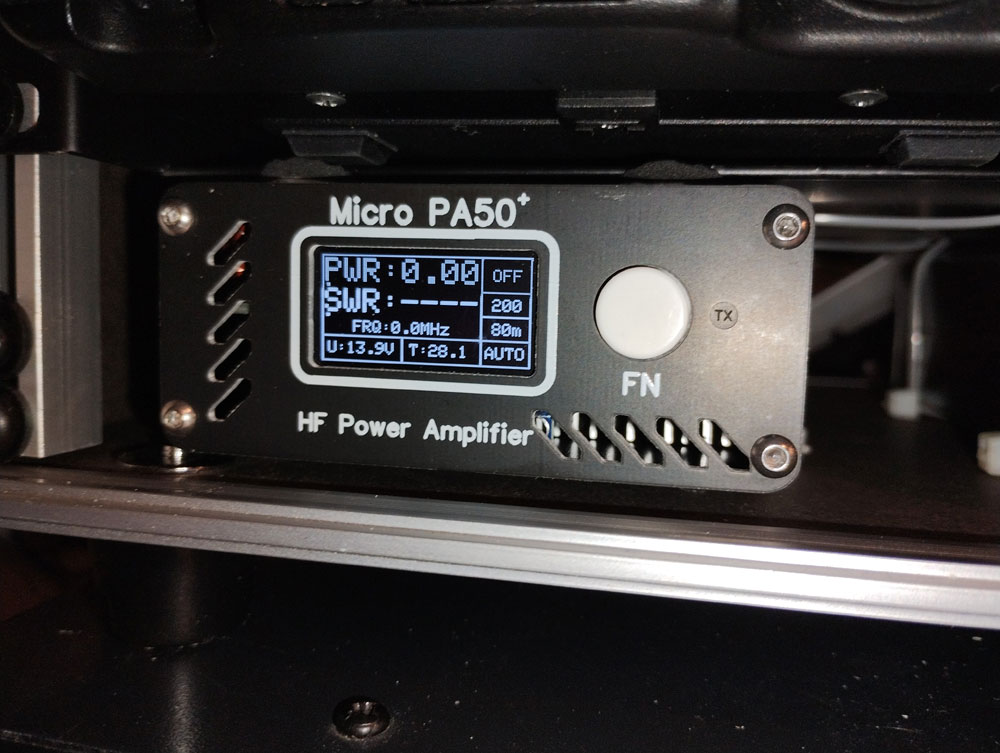 Micro PA50+
PWR:0.00 OFF
SWR:---- 200
FRQ:0.0MHz 80m
U:13.9V T:28.1 AUTO
TX
FN
HF Power Amplifier